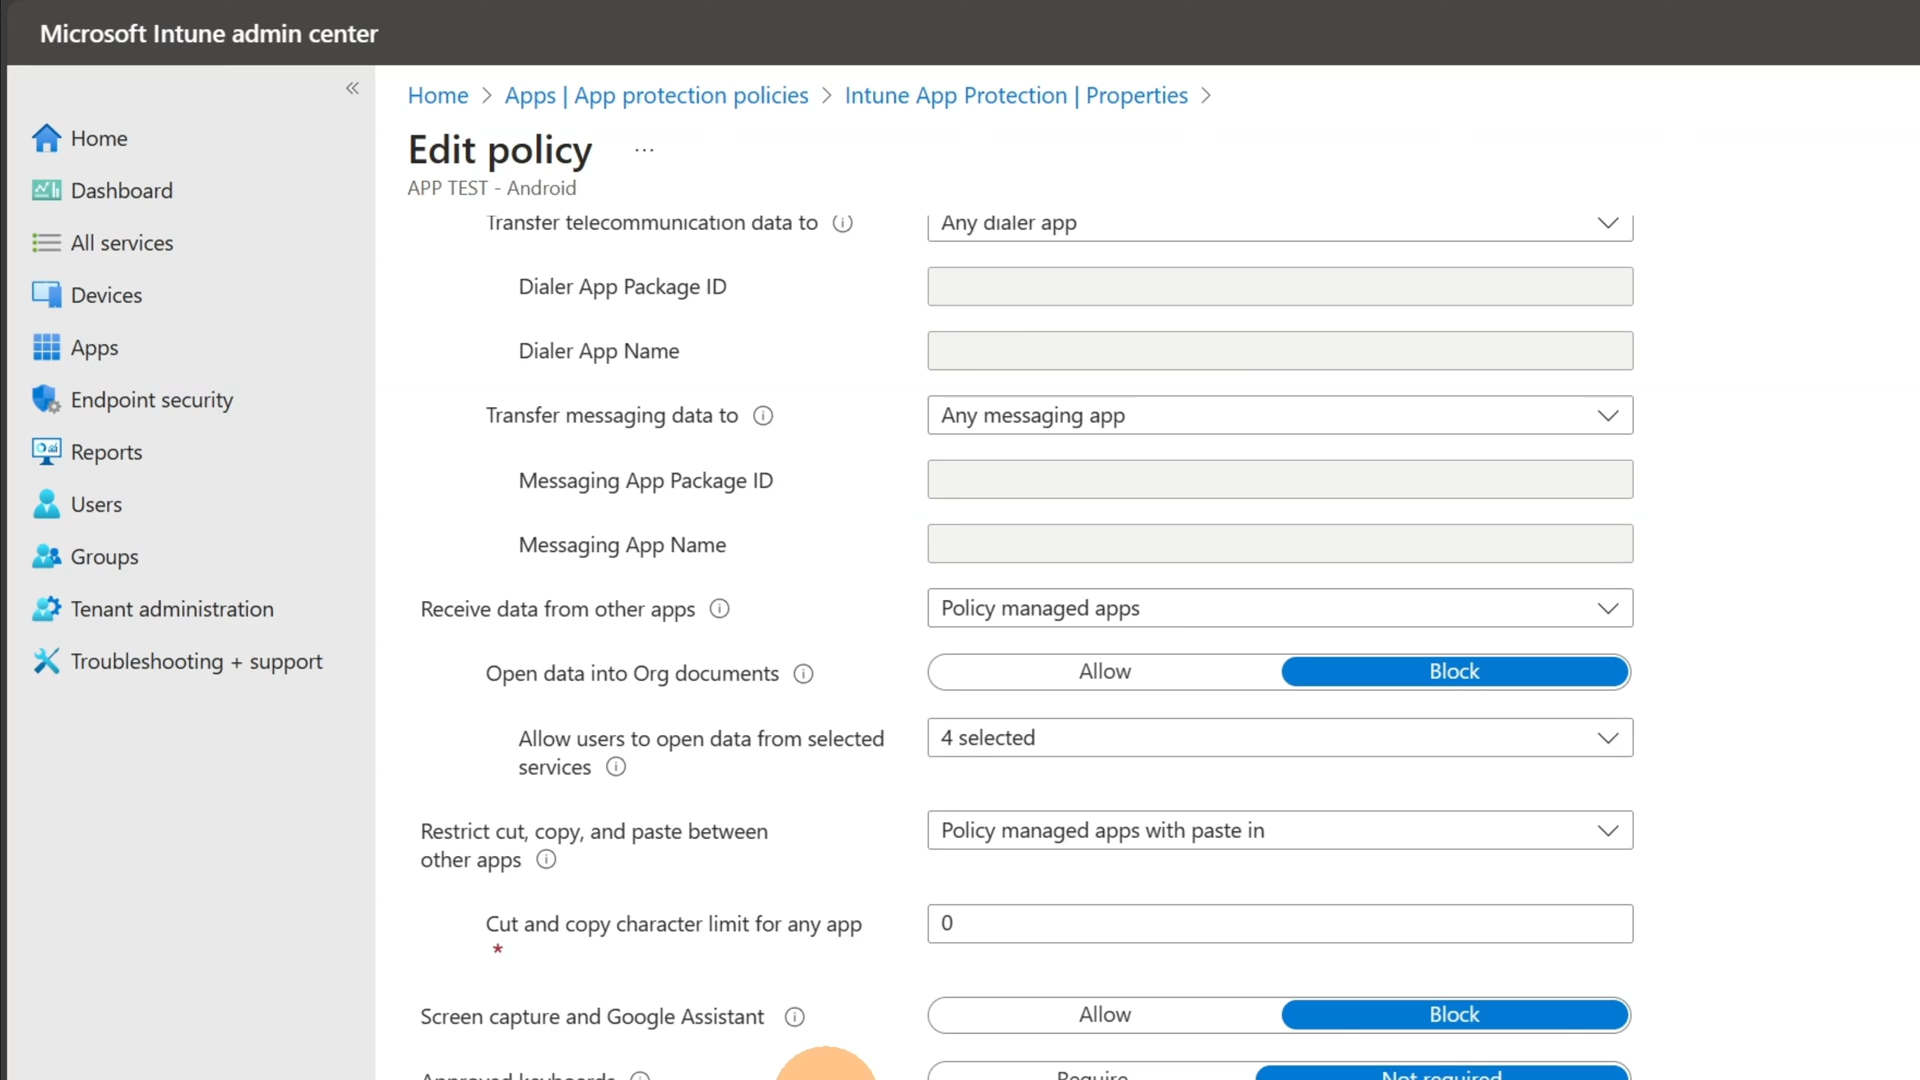 Microsoft Intune admin center
Home > Apps | App protection policies > Intune App Protection | Properties >
Home
Dashboard
All services
Devices
Apps
Endpoint security
Reports
Users
Groups
Tenant administration
Troubleshooting + support
Edit policy ...
APP TEST - Android
Transfer telecommunication data to
Any dialer app
Dialer App Package ID
Dialer App Name
Transfer messaging data to
Any messaging app
Messaging App Package ID
Messaging App Name
Receive data from other apps
Policy managed apps
Open data into Org documents
Allow Block
Allow users to open data from selected
services
4 selected
Restrict cut, copy, and paste between
other apps
Policy managed apps with paste in
Cut and copy character limit for any app
*
0
Screen capture and Google Assistant
Allow Block
Approved keyboards
Require Not required